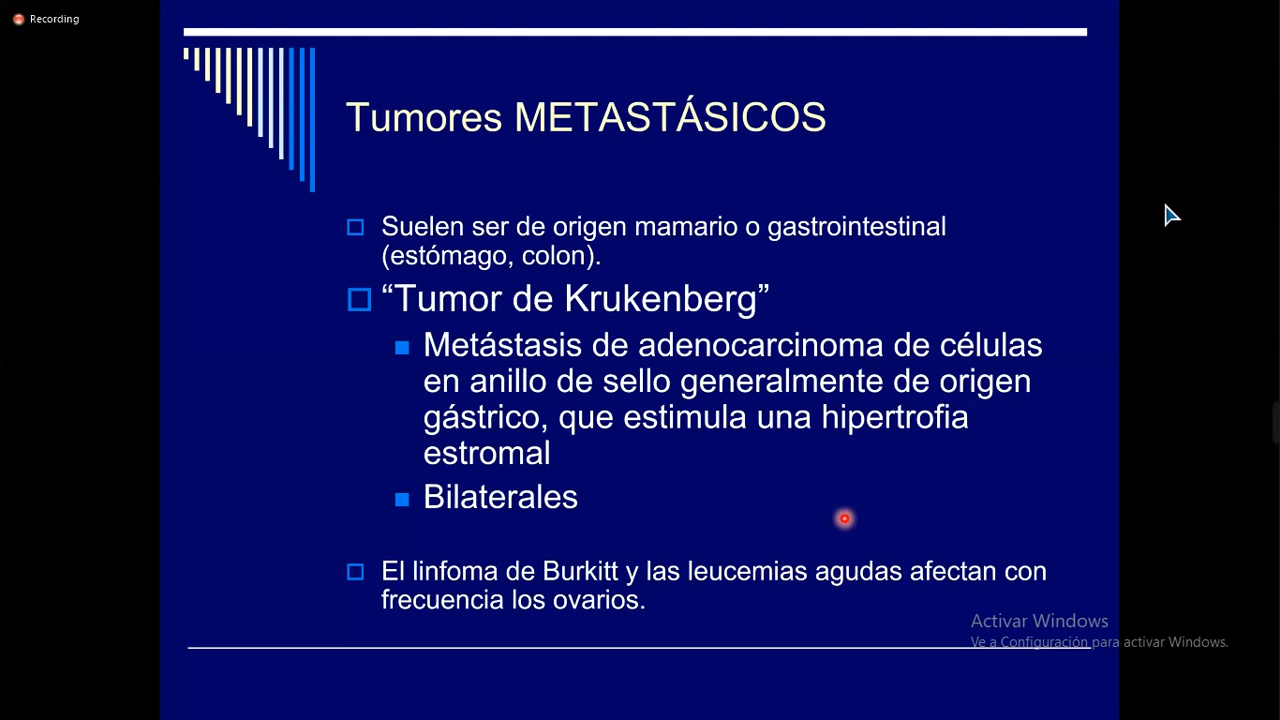 Recording
Tumores METASTÁSICOS
Suelen ser de origen mamario o gastrointestinal
(estómago, colon).
“Tumor de Krukenberg”
Metástasis de adenocarcinoma de células
en anillo de sello generalmente de origen
gástrico, que estimula una hipertrofia
estromal
Bilaterales
El linfoma de Burkitt y las leucemias agudas afectan con
frecuencia los ovarios.
Activar Windows
Ve a Configuración para activar Windows.